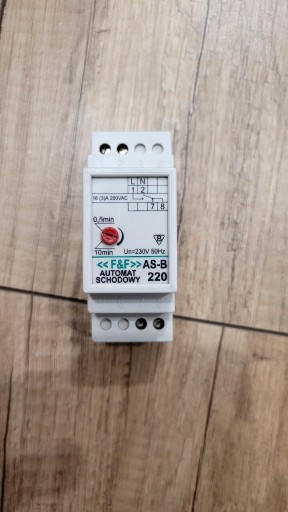 L N
1 2
16 (3)A 250VAC
7 8
0,5min
10min
Un=230V 50Hz
<< F&F>> AS-B
AUTOMAT
SCHODOWY
220